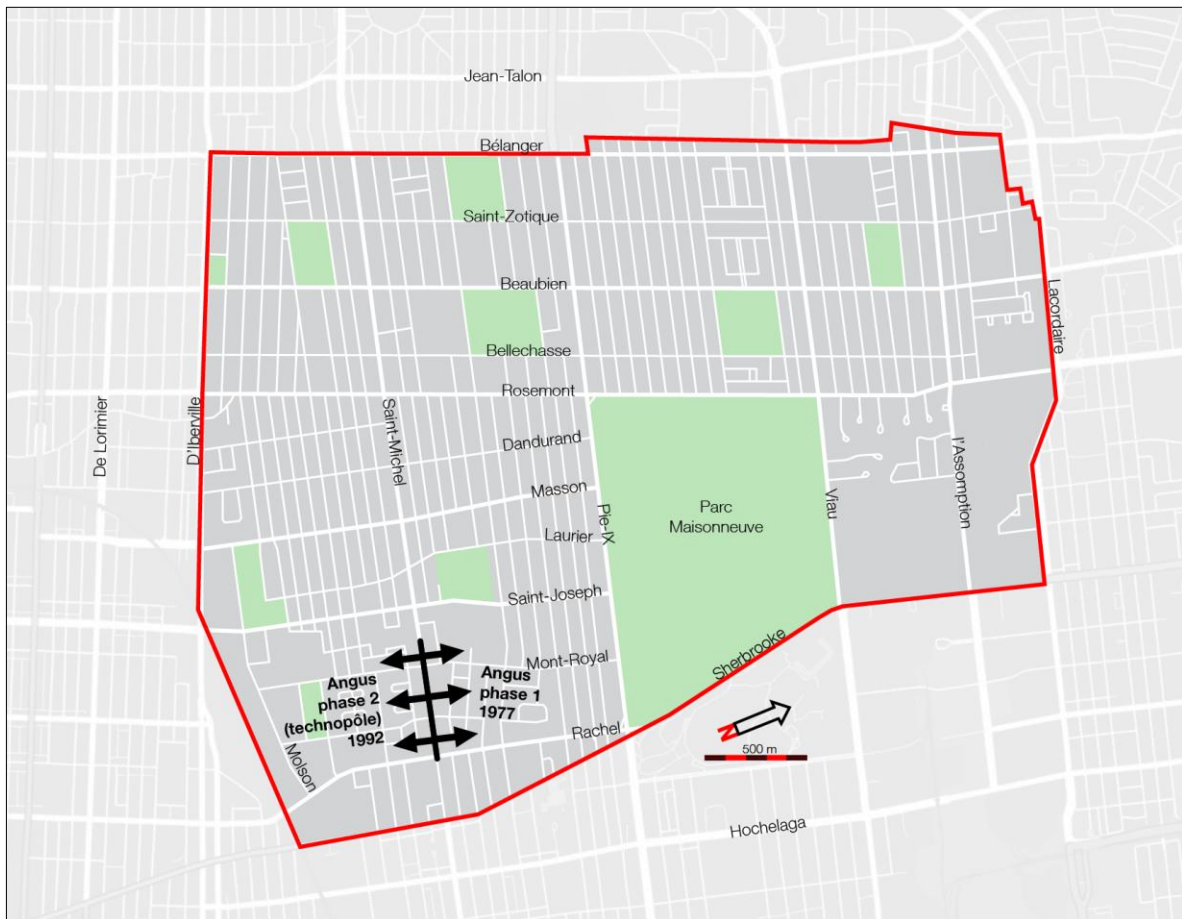 Jean-Talon
Bélanger
Saint-Zotique
Beaubien
Bellechasse
Rosemont
Dandurand
Masson
Laurier
Saint-Joseph
Mont-Royal
Rachel
De Lorimier
D'Iberville
Saint-Michel
Pie-IX
Parc
Maisonneuve
Viau
l'Assomption
Lacordaire
Sherbrooke
Angus
phase 2
(technopôle)
1992
Angus
phase 1
1977
Molson
N
500 m
Hochelaga